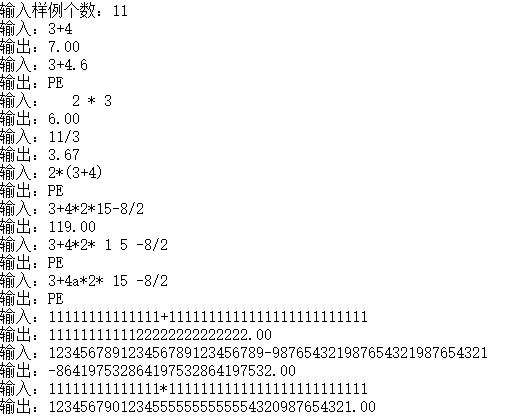 输入样例个数：11
输入：3+4
输出：7.00
输入：3+4.6
输出：PE
输入：   2 * 3
输出：6.00
输入：11/3
输出：3.67
输入：2*(3+4)
输出：PE
输入：3+4*2*15-8/2
输出：119.00
输入：3+4*2* 1 5 -8/2
输出：PE
输入：3+4a*2* 15 -8/2
输出：PE
输入：11111111111111+1111111111111111111111111
输出：1111111111122222222222222.00
输入：123456789123456789123456789-987654321987654321987654321
输出：-864197532864197532864197532.00
输入：11111111111111*1111111111111111111111111
输出：12345679012345555555555554320987654321.00